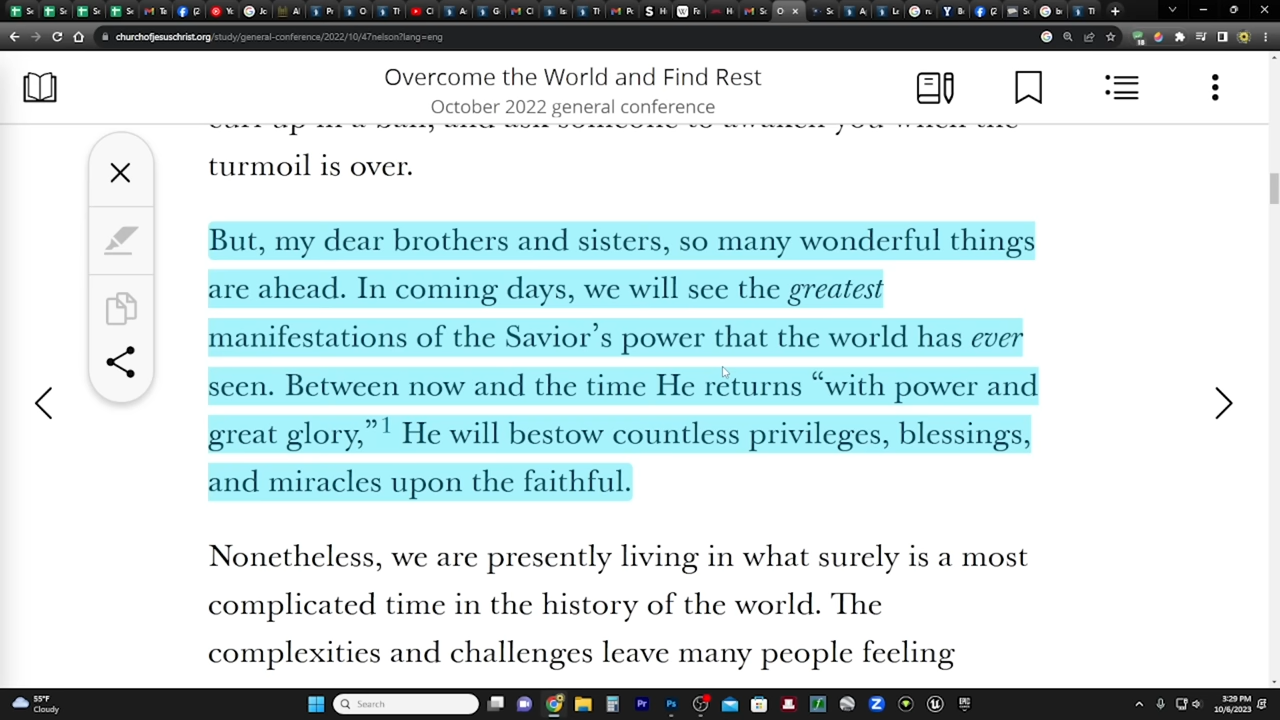 churchofjesuschrist.org/study/general-conference/2022/10/47nelson?lang=eng
Overcome the World and Find Rest
October 2022 general conference
turmoil is over.
But, my dear brothers and sisters, so many wonderful things
are ahead. In coming days, we will see the greatest
manifestations of the Savior’s power that the world has ever
seen. Between now and the time He returns “with power and
great glory,”1 He will bestow countless privileges, blessings,
and miracles upon the faithful.
Nonetheless, we are presently living in what surely is a most
complicated time in the history of the world. The
complexities and challenges leave many people feeling
55°F
Cloudy
Search
3:29 PM
10/6/2023